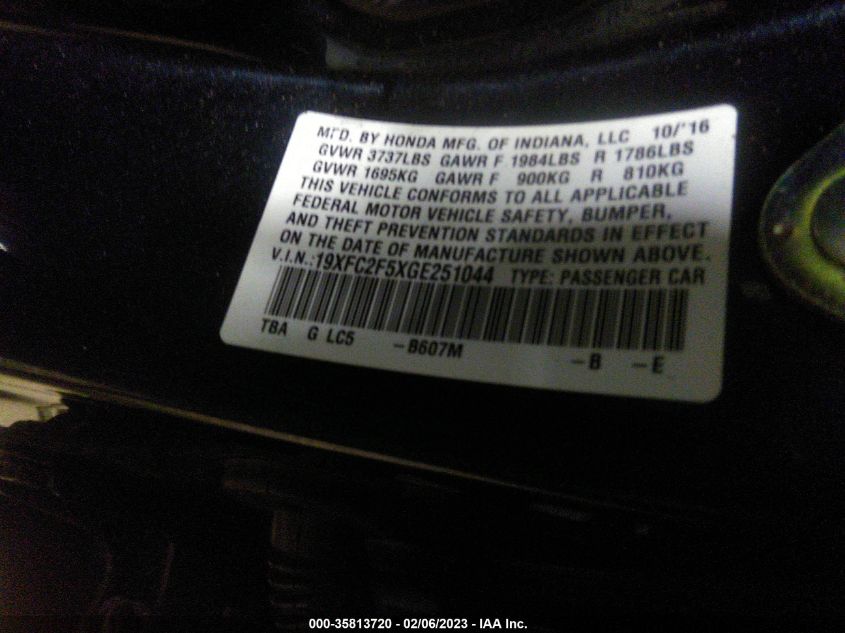 MFD. BY HONDA MFG. OF INDIANA, LLC 10/'16
GVWR 3737LBS GAWR F 1984LBS R 1786LBS
GVWR 1695KG GAWR F 900KG R 810KG
THIS VEHICLE CONFORMS TO ALL APPLICABLE
FEDERAL MOTOR VEHICLE SAFETY, BUMPER,
AND THEFT PREVENTION STANDARDS IN EFFECT
ON THE DATE OF MANUFACTURE SHOWN ABOVE.
V.I.N.:19XFC2F5XGE251044 TYPE: PASSENGER CAR
TBA G LC5 -B607M -B -E
000-35813720 - 02/06/2023 - IAA Inc.